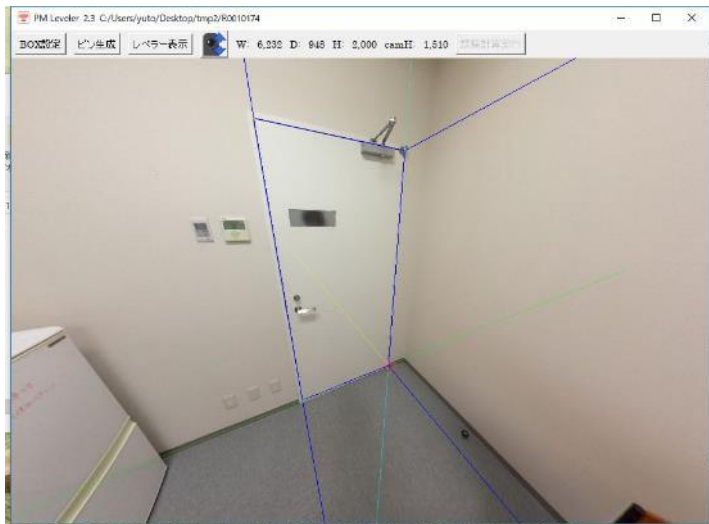 PM Leveler 2.3 C:/Users/yuto/Desktop/tmp2/R0010174
BOX設定 ピン生成 レベラー表示 W: 6,232 D: 948 H: 2,000 camH: 1,510